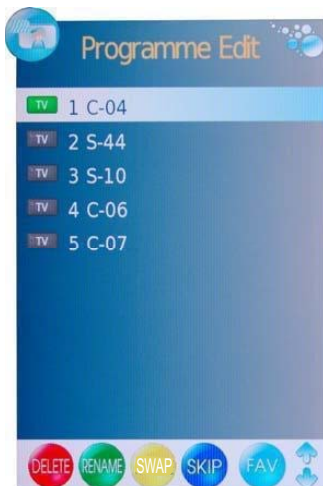 Programme Edit
TV 1 C-04
TV 2 S-44
TV 3 S-10
TV 4 C-06
TV 5 C-07
DELETE RENAME SWAP SKIP FAV